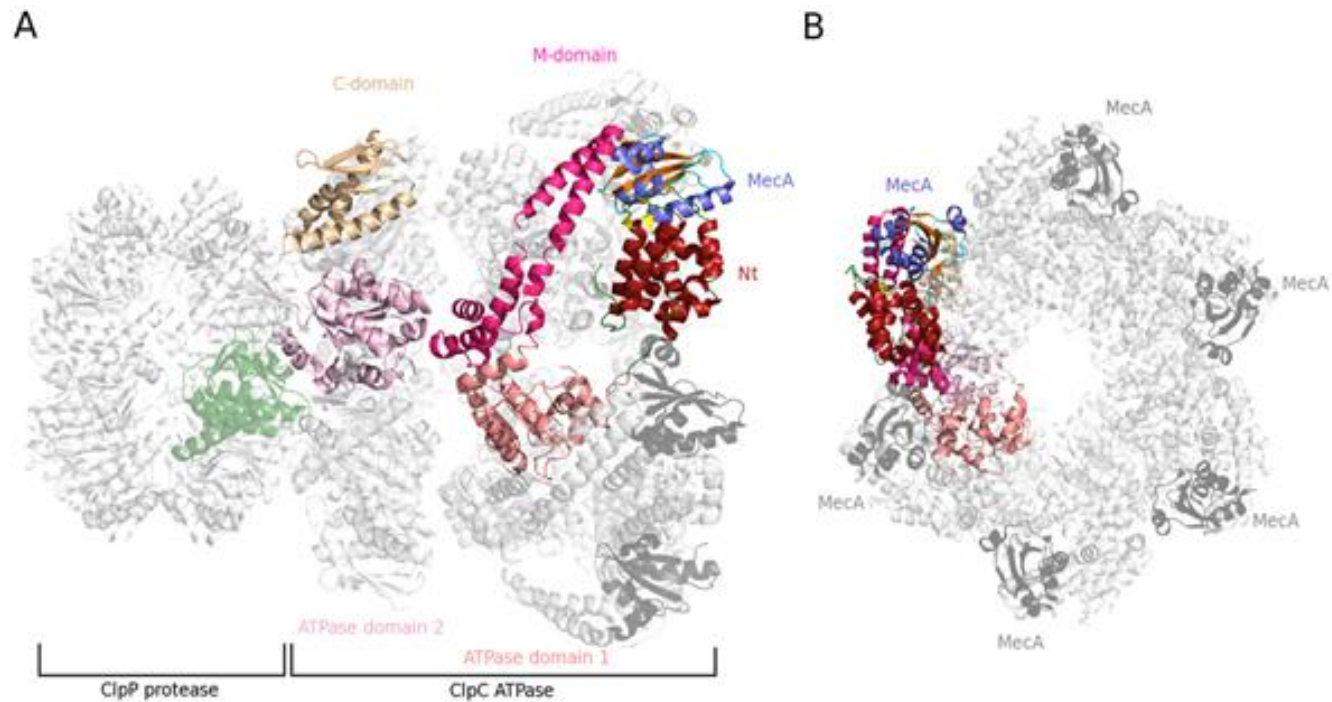 A
B
M-domain
C-domain
MecA
Nt
ATPase domain 2
ATPase domain 1
ClpP protease
ClpC ATPase
MecA
MecA
MecA
MecA
MecA
MecA